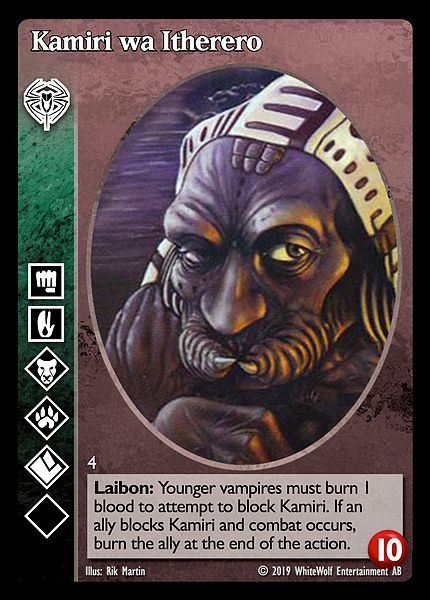 Kamiri wa Itherero
4
Laibon: Younger vampires must burn 1
blood to attempt to block Kamiri. If an
ally blocks Kamiri and combat occurs,
burn the ally at the end of the action.
10
Illus: Rik Martin
© 2019 WhiteWolf Entertainment AB